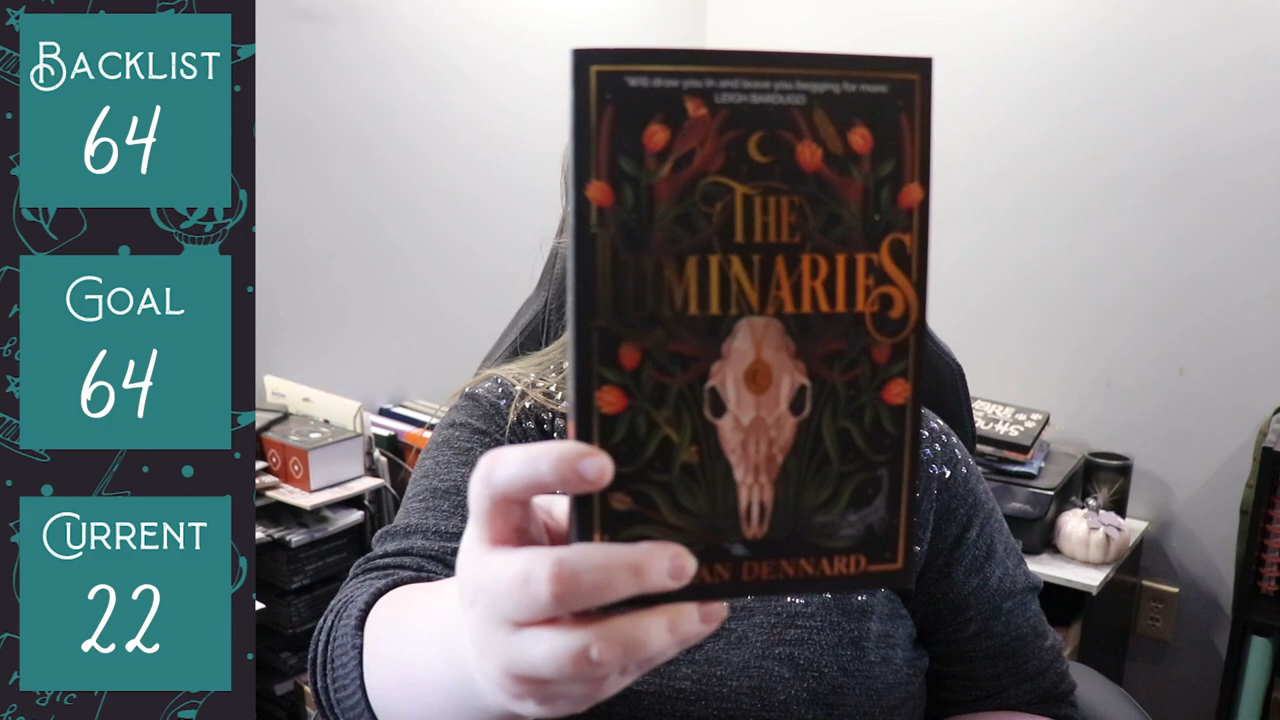 Backlist
64
Goal
64
Current
22
"Will draw you in and leave you begging for more"
LEIGH BARDUGO
THE
LUMINARIES
AN DENNARD